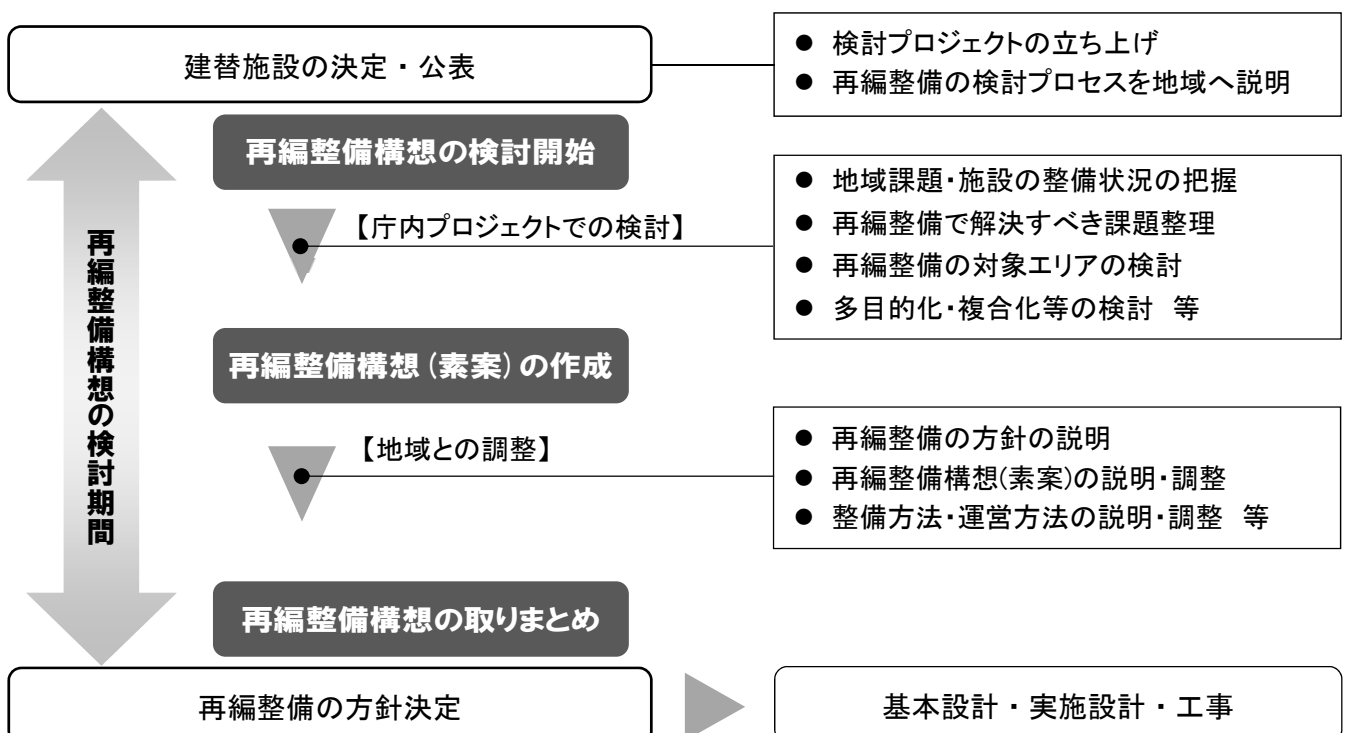 建替施設の決定・公表
● 検討プロジェクトの立ち上げ
● 再編整備の検討プロセスを地域へ説明
再編整備構想の検討期間
再編整備構想の検討開始
【庁内プロジェクトでの検討】
● 地域課題・施設の整備状況の把握
● 再編整備で解決すべき課題整理
● 再編整備の対象エリアの検討
● 多目的化・複合化等の検討 等
再編整備構想(素案)の作成
【地域との調整】
● 再編整備の方針の説明
● 再編整備構想(素案)の説明・調整
● 整備方法・運営方法の説明・調整 等
再編整備構想の取りまとめ
再編整備の方針決定
基本設計・実施設計・工事